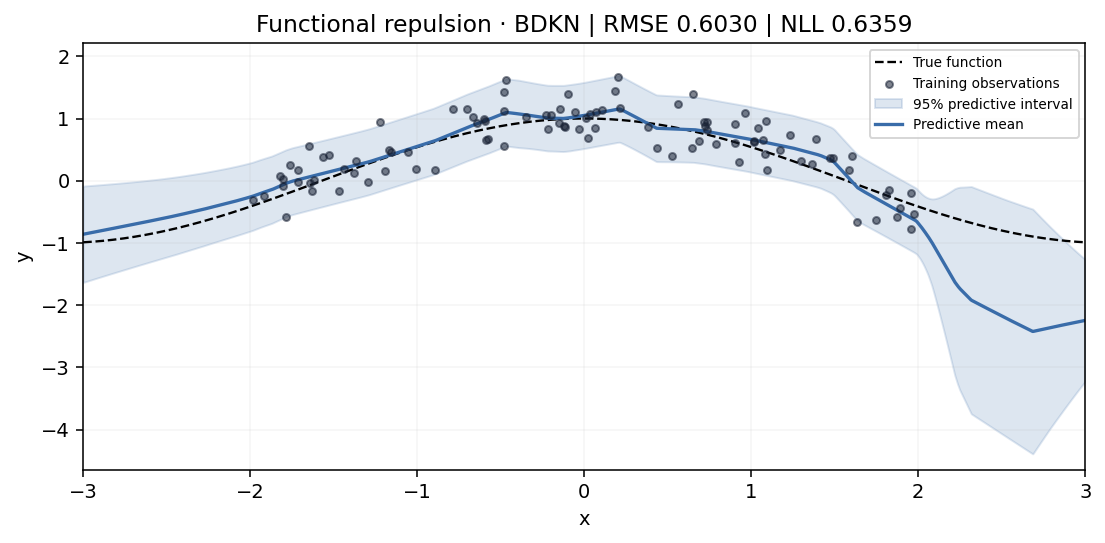 Functional repulsion · BDKN | RMSE 0.6030 | NLL 0.6359
True function
Training observations
95% predictive interval
Predictive mean
y
2
1
0
−1
−2
−3
−4
−3
−2
−1
0
1
2
3
x